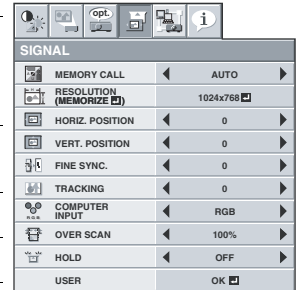 opt.
i
SIGNAL
MEMORY CALL AUTO
RESOLUTION
(MEMORIZE ↵) 1024x768 ↵
HORIZ. POSITION 0
VERT. POSITION 0
FINE SYNC. 0
TRACKING 0
COMPUTER
INPUT RGB
RGB
OVER SCAN 100%
HOLD OFF
USER OK ↵